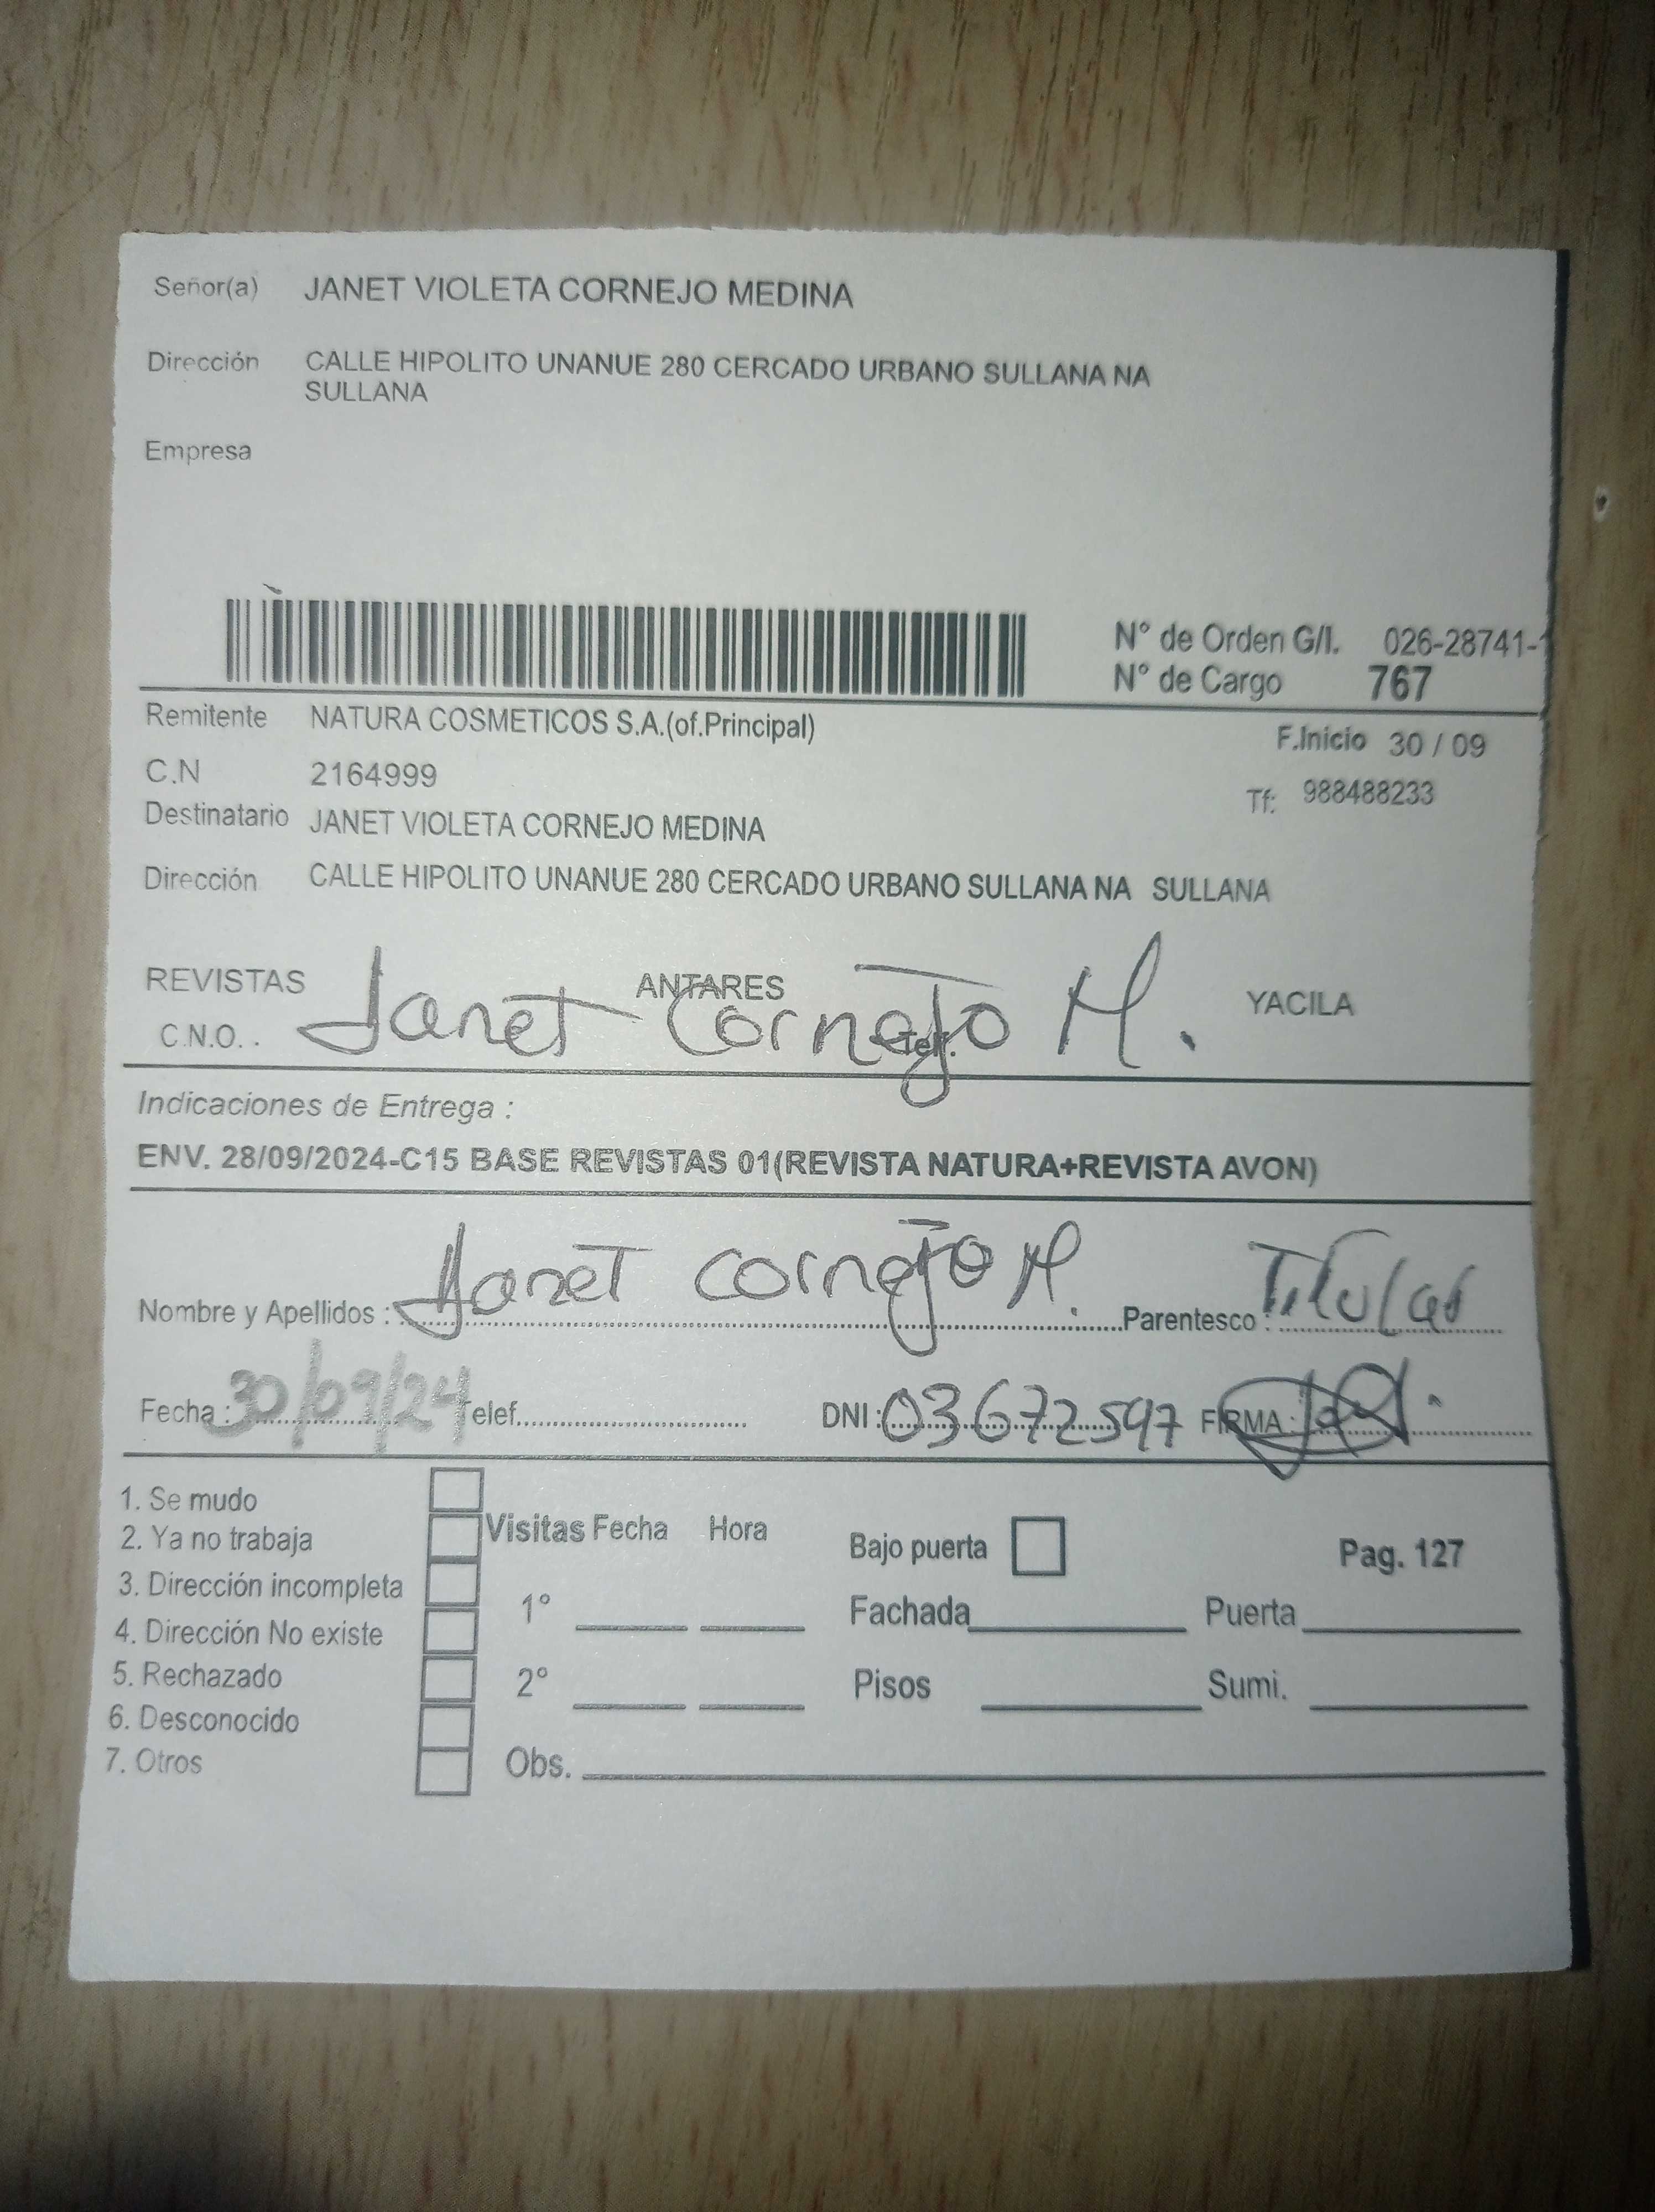 Señor(a) JANET VIOLETA CORNEJO MEDINA
Dirección CALLE HIPOLITO UNANUE 280 CERCADO URBANO SULLANA NA
SULLANA
Empresa
N° de Orden G/I. 026-28741-1
N° de Cargo 767
Remitente NATURA COSMETICOS S.A.(of.Principal) F.Inicio 30 / 09
C.N 2164999 Tf: 988488233
Destinatario JANET VIOLETA CORNEJO MEDINA
Dirección CALLE HIPOLITO UNANUE 280 CERCADO URBANO SULLANA NA SULLANA
REVISTAS ANTARES YACILA
Janet Cornejo M.
C.N.O. . Telf.
Indicaciones de Entrega :
ENV. 28/09/2024-C15 BASE REVISTAS 01(REVISTA NATURA+REVISTA AVON)
Nombre y Apellidos : Janet cornejo M. Parentesco : Titular
Fecha : 30/09/24 Telef. DNI : 03672597 FIRMA :
1. Se mudo
2. Ya no trabaja Visitas Fecha Hora Bajo puerta Pag. 127
3. Dirección incompleta
4. Dirección No existe 1° Fachada Puerta
5. Rechazado 2° Pisos Sumi.
6. Desconocido
7. Otros Obs.